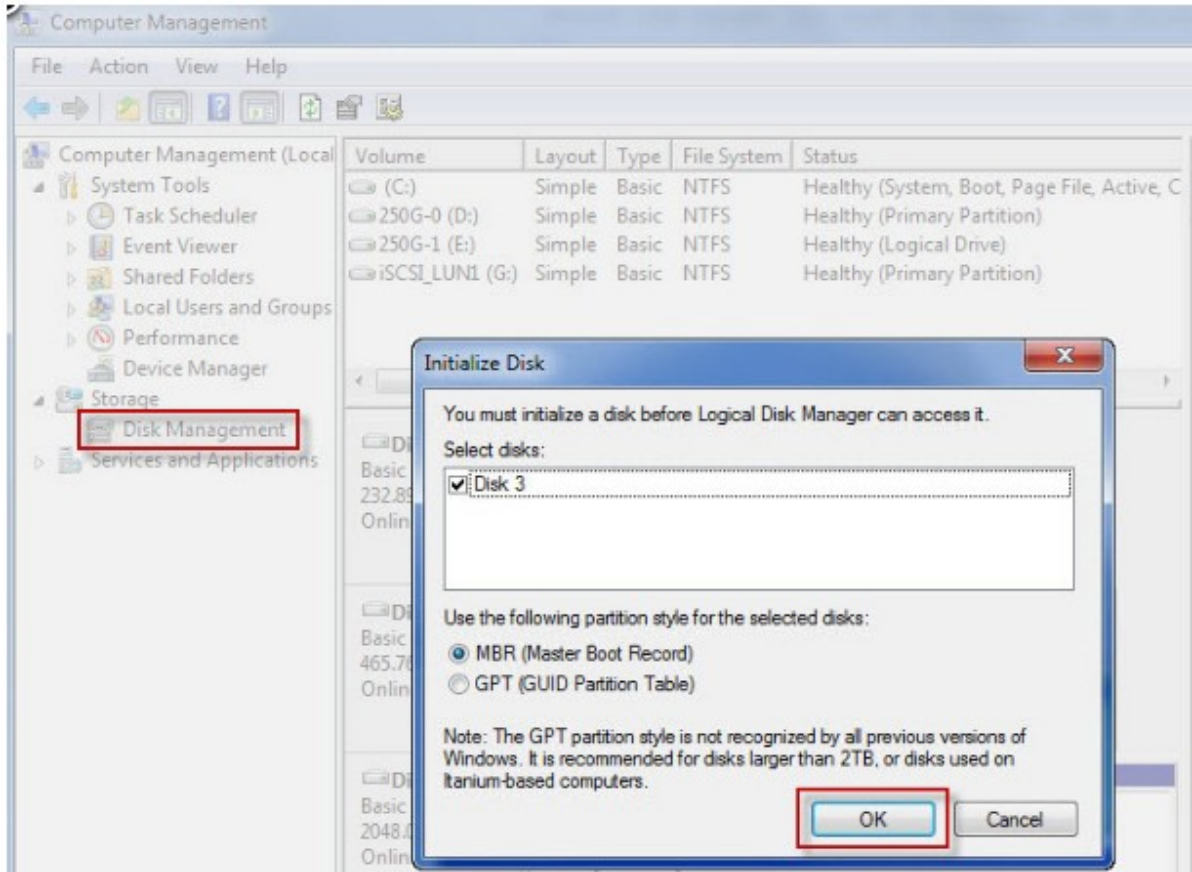 Computer Management
File Action View Help
Computer Management (Local
System Tools
Task Scheduler
Event Viewer
Shared Folders
Local Users and Groups
Performance
Device Manager
Storage
Disk Management
Services and Applications
Volume Layout Type File System Status
(C:) Simple Basic NTFS Healthy (System, Boot, Page File, Active, C
250G-0 (D:) Simple Basic NTFS Healthy (Primary Partition)
250G-1 (E:) Simple Basic NTFS Healthy (Logical Drive)
iSCSI_LUN1 (G:) Simple Basic NTFS Healthy (Primary Partition)
Di
Basic
232.89
Onlin
Di
Basic
465.76
Onlin
Di
Basic
2048.0
Onlin
Initialize Disk
You must initialize a disk before Logical Disk Manager can access it.
Select disks:
Disk 3
Use the following partition style for the selected disks:
MBR (Master Boot Record)
GPT (GUID Partition Table)
Note: The GPT partition style is not recognized by all previous versions of
Windows. It is recommended for disks larger than 2TB, or disks used on
Itanium-based computers.
OK Cancel